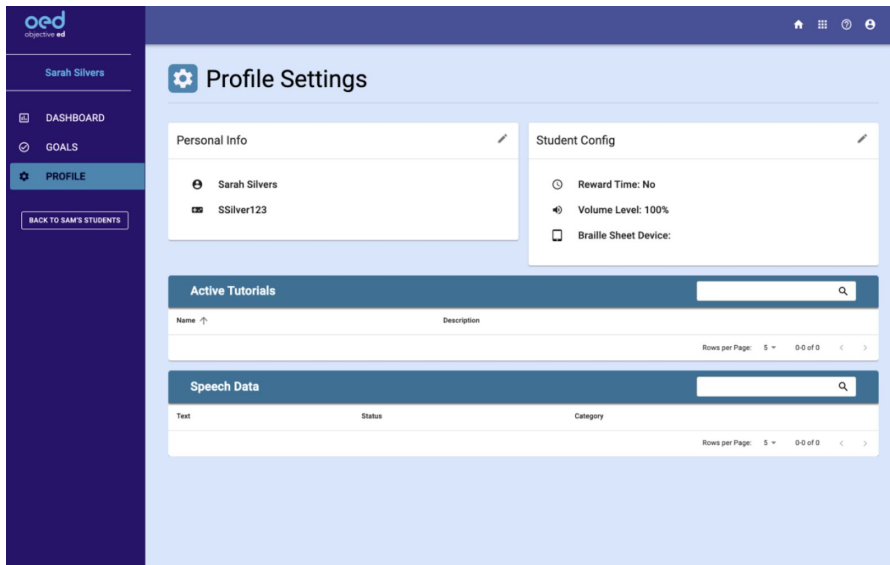 oed
objective ed
Sarah Silvers
DASHBOARD
GOALS
PROFILE
BACK TO SAM'S STUDENTS
Profile Settings
Personal Info
Sarah Silvers
SSilver123
Student Config
Reward Time: No
Volume Level: 100%
Braille Sheet Device:
Active Tutorials
Name ↑ Description
Rows per Page: 5 0-0 of 0
Speech Data
Text Status Category
Rows per Page: 5 0-0 of 0